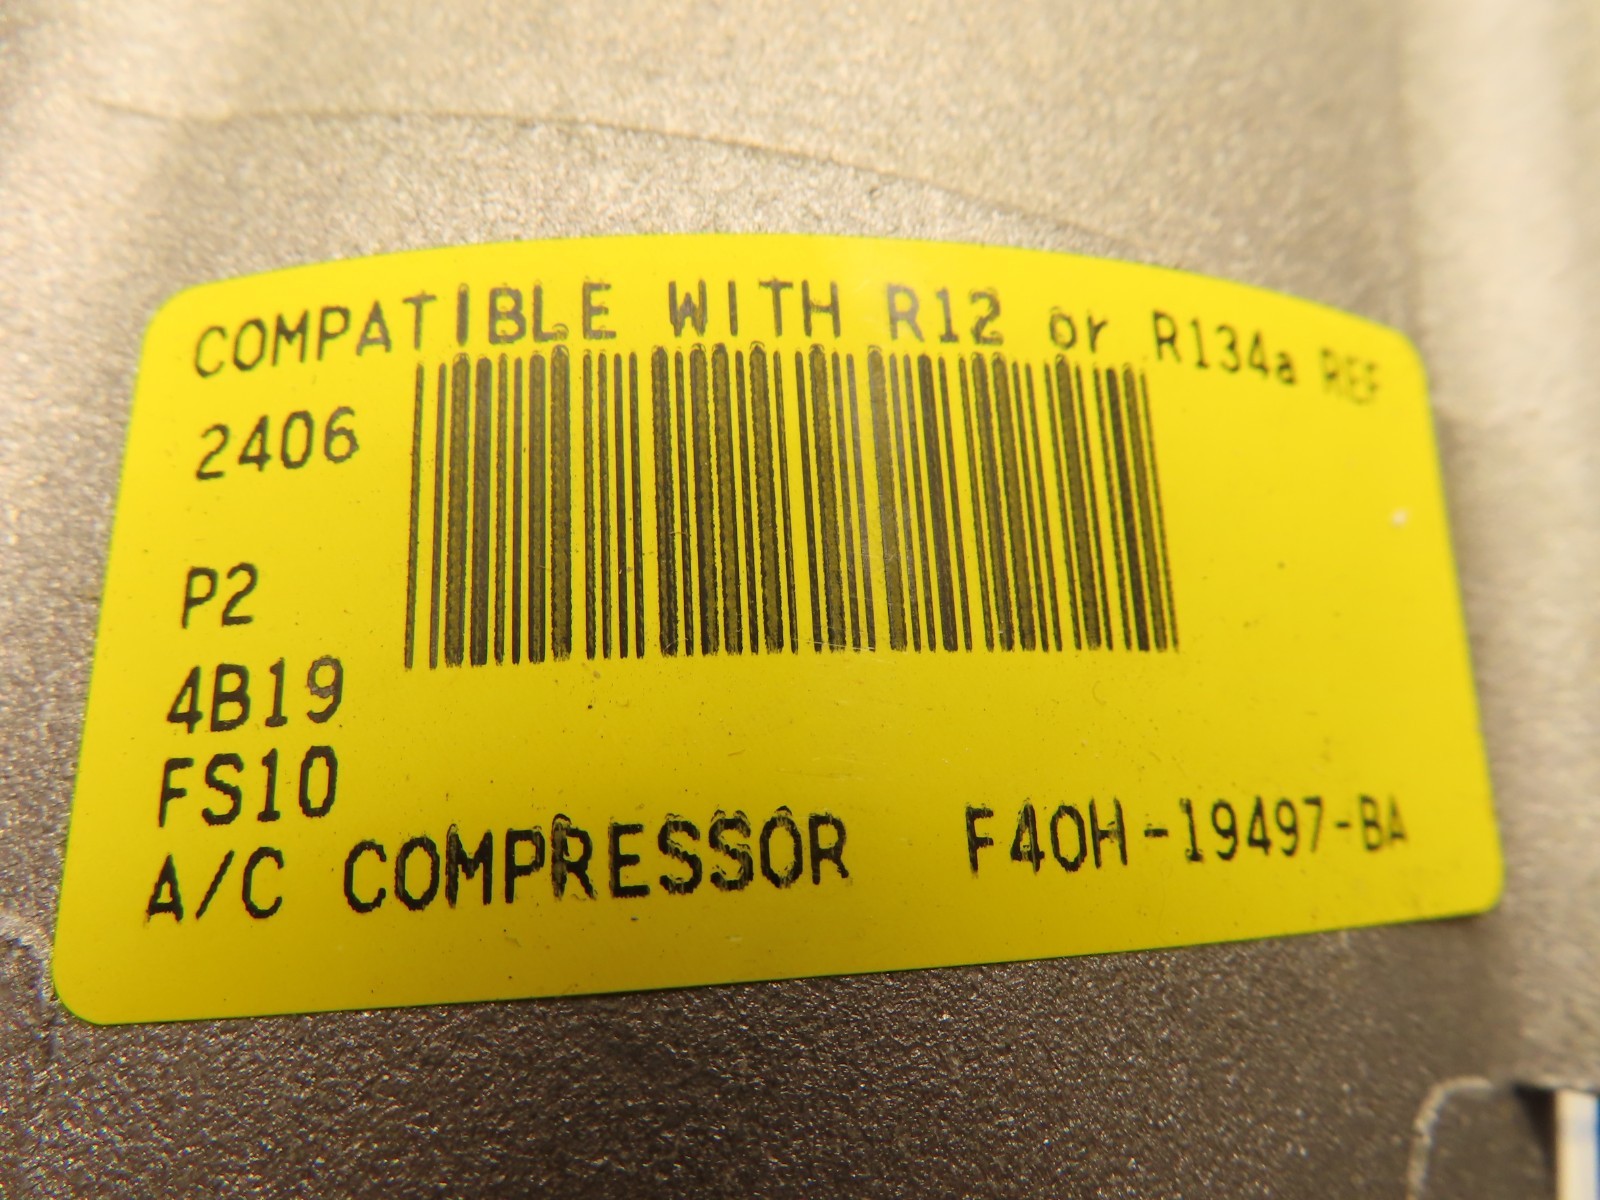 COMPATIBLE WITH R12 or R134a REF
2406
P2
4B19
FS10
A/C COMPRESSOR F40H-19497-BA